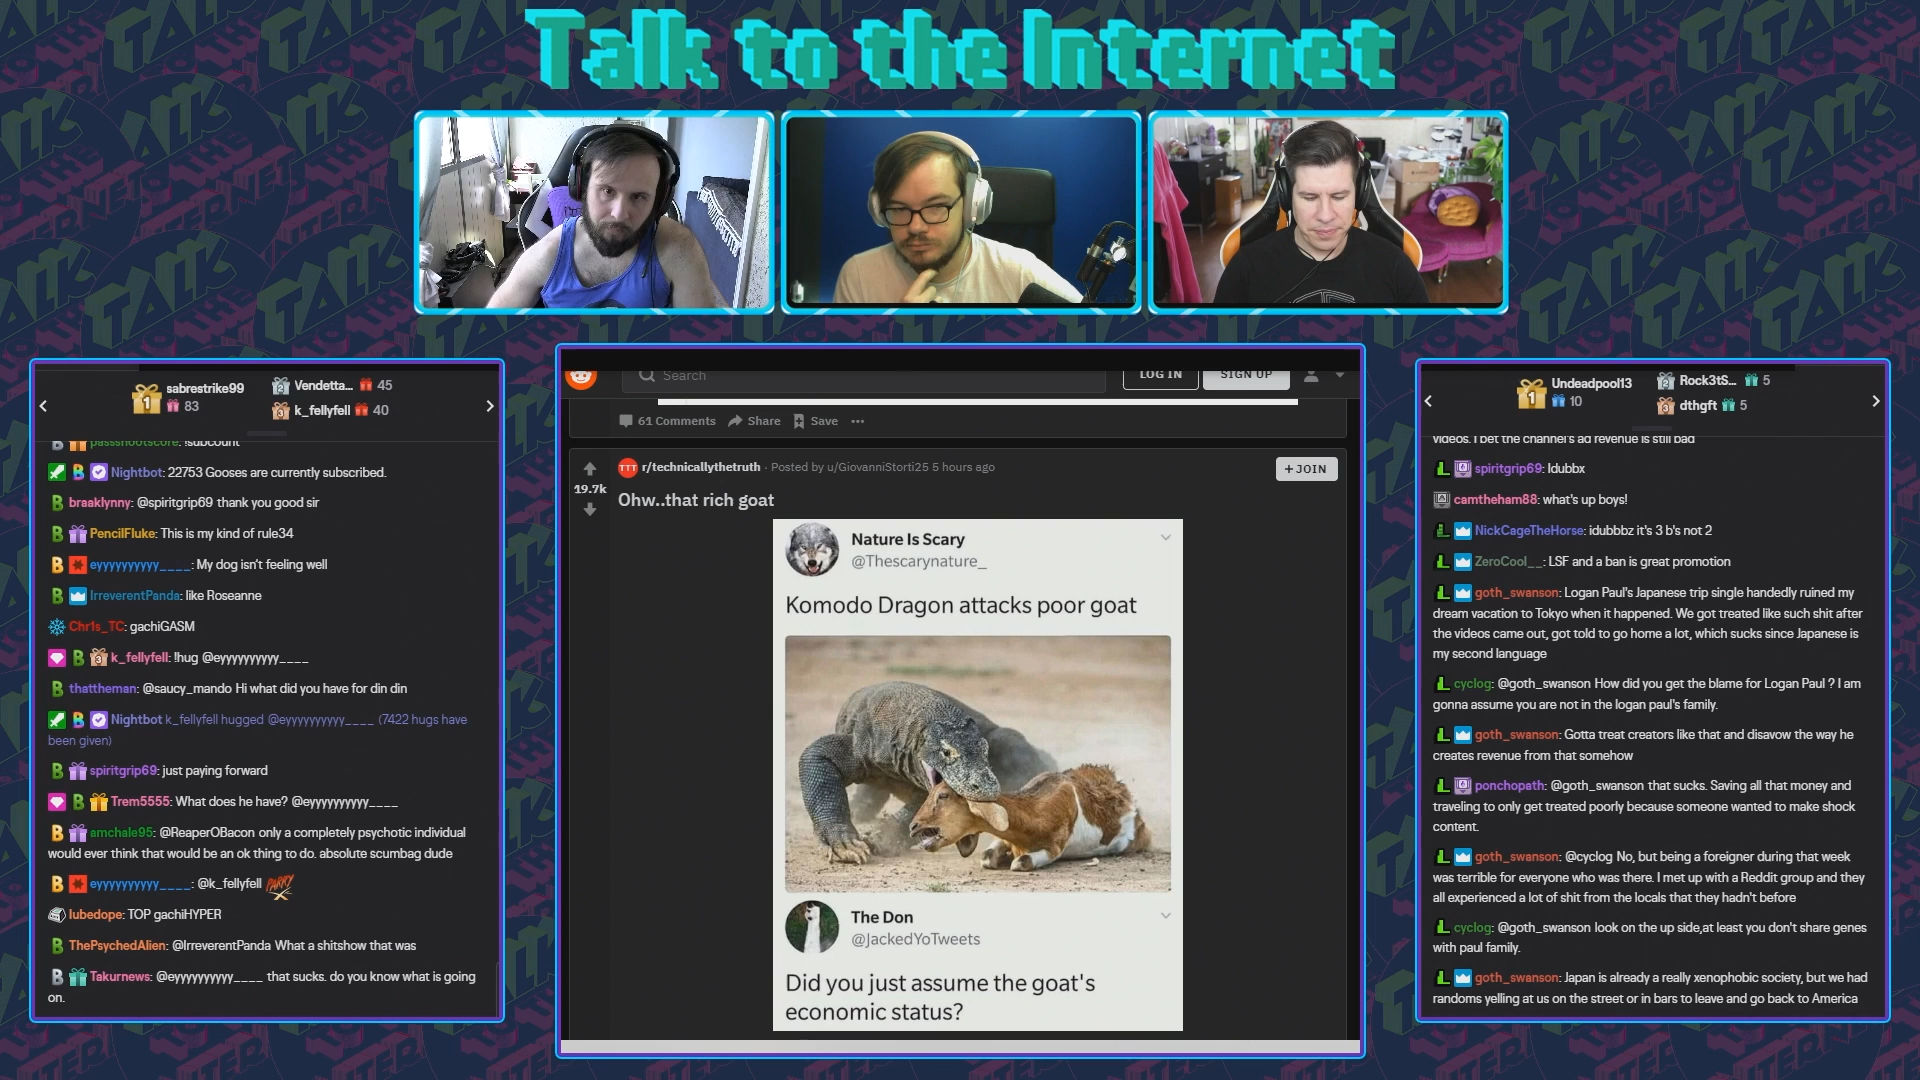 Talk to the Internet
sabrestrike99
83
Vendetta... 45
k_fellyfell 40
passshootscore: !subcount
Nightbot: 22753 Gooses are currently subscribed.
braaklynny: @spiritgrip69 thank you good sir
PencilFluke: This is my kind of rule34
eyyyyyyyyyy____: My dog isn't feeling well
IrreverentPanda: like Roseanne
Chr1s_TC: gachiGASM
k_fellyfell: !hug @eyyyyyyyyyy____
thattheman: @saucy_mando Hi what did you have for din din
Nightbot k_fellyfell hugged @eyyyyyyyyyy____ (7422 hugs have
been given)
spiritgrip69: just paying forward
Trem5555: What does he have? @eyyyyyyyyyy____
amchale95: @ReaperOBacon only a completely psychotic individual
would ever think that would be an ok thing to do. absolute scumbag dude
eyyyyyyyyyy____: @k_fellyfell PARRY
lubedope: TOP gachiHYPER
ThePsychedAlien: @IrreverentPanda What a shitshow that was
Takurnews: @eyyyyyyyyyy____ that sucks. do you know what is going
on.
Search
LOG IN
SIGN UP
61 Comments Share Save
r/technicallythetruth · Posted by u/GiovanniStorti25 5 hours ago
+ JOIN
19.7k
Ohw..that rich goat
Nature Is Scary
@Thescarynature_
Komodo Dragon attacks poor goat
The Don
@JackedYoTweets
Did you just assume the goat's
economic status?
Undeadpool13
10
Rock3tS... 5
dthgft 5
videos. I bet the channel's ad revenue is still bad
spiritgrip69: Idubbx
camtheham88: what's up boys!
NickCageTheHorse: idubbbz it's 3 b's not 2
ZeroCool__: LSF and a ban is great promotion
goth_swanson: Logan Paul's Japanese trip single handedly ruined my
dream vacation to Tokyo when it happened. We got treated like such shit after
the videos came out, got told to go home a lot, which sucks since Japanese is
my second language
cyclog: @goth_swanson How did you get the blame for Logan Paul ? I am
gonna assume you are not in the logan paul's family.
goth_swanson: Gotta treat creators like that and disavow the way he
creates revenue from that somehow
ponchopath: @goth_swanson that sucks. Saving all that money and
traveling to only get treated poorly because someone wanted to make shock
content.
goth_swanson: @cyclog No, but being a foreigner during that week
was terrible for everyone who was there. I met up with a Reddit group and they
all experienced a lot of shit from the locals that they hadn't before
cyclog: @goth_swanson look on the up side,at least you don't share genes
with paul family.
goth_swanson: Japan is already a really xenophobic society, but we had
randoms yelling at us on the street or in bars to leave and go back to America